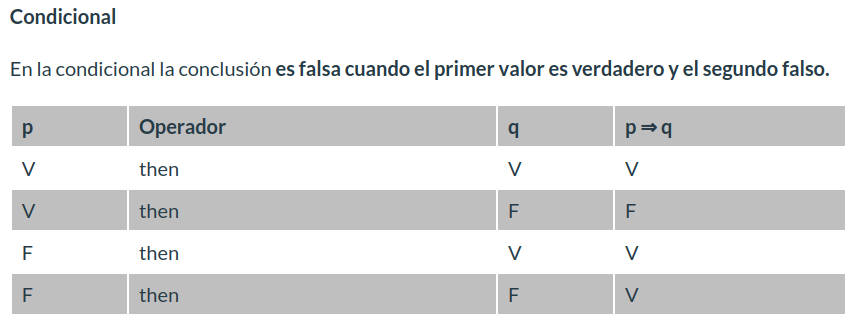 Condicional
En la condicional la conclusión es falsa cuando el primer valor es verdadero y el segundo falso.
p Operador q p ⇒ q
V then V V
V then F F
F then V V
F then F V